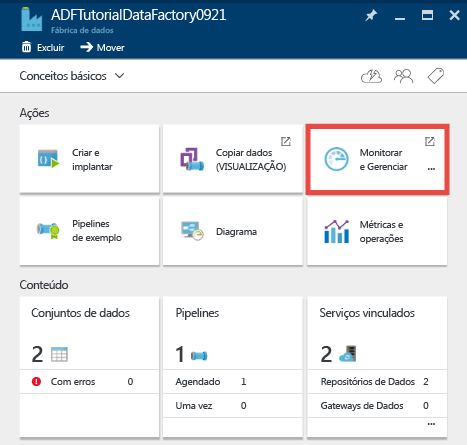 ADFTutorialDataFactory0921
Fábrica de dados
Excluir
Mover
Conceitos básicos
Ações
Criar e
implantar
Copiar dados
(VISUALIZAÇÃO)
Monitorar
e Gerenciar
...
Pipelines
de exemplo
Diagrama
Métricas e
operações
Conteúdo
Conjuntos de dados
2
Com erros 0
Pipelines
1
Agendado 1
Uma vez 0
Serviços vinculados
2
Repositórios de Dados 2
Gateways de Dados 0
...